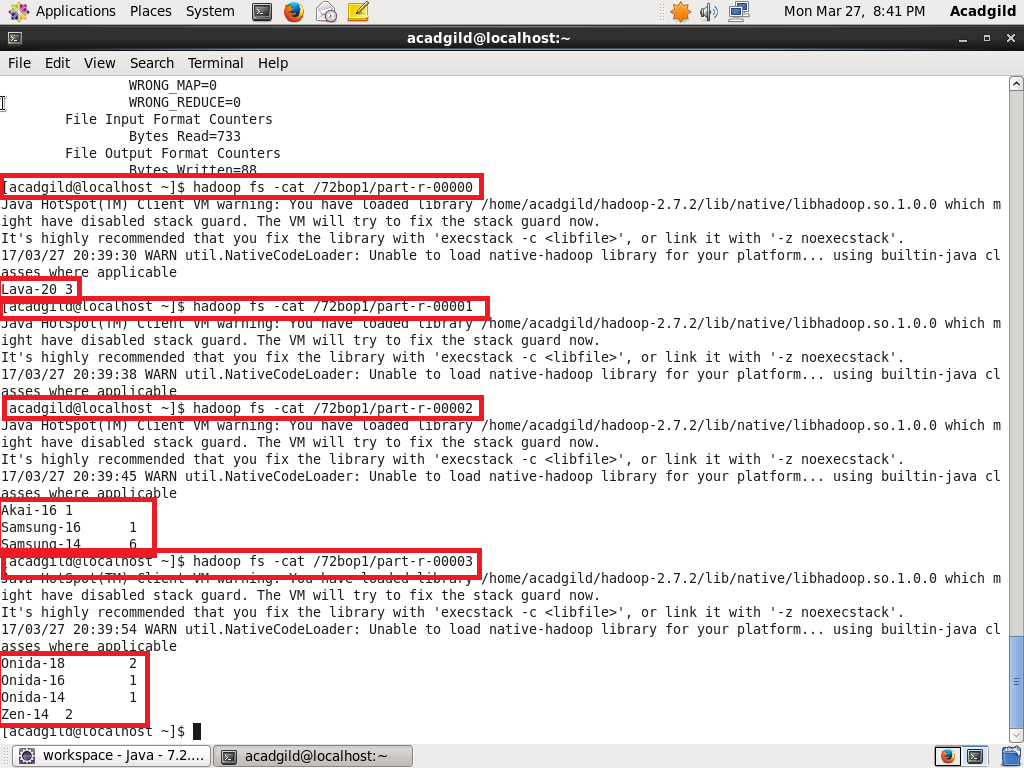 Applications Places System Mon Mar 27, 8:41 PM Acadgild
acadgild@localhost:~
File Edit View Search Terminal Help
WRONG_MAP=0
WRONG_REDUCE=0
File Input Format Counters
Bytes Read=733
File Output Format Counters
Bytes Written=88
[acadgild@localhost ~]$ hadoop fs -cat /72bop1/part-r-00000
Java HotSpot(TM) Client VM warning: You have loaded library /home/acadgild/hadoop-2.7.2/lib/native/libhadoop.so.1.0.0 which m
ight have disabled stack guard. The VM will try to fix the stack guard now.
It's highly recommended that you fix the library with 'execstack -c <libfile>', or link it with '-z noexecstack'.
17/03/27 20:39:30 WARN util.NativeCodeLoader: Unable to load native-hadoop library for your platform... using builtin-java cl
asses where applicable
Lava-20 3
[acadgild@localhost ~]$ hadoop fs -cat /72bop1/part-r-00001
Java HotSpot(TM) Client VM warning: You have loaded library /home/acadgild/hadoop-2.7.2/lib/native/libhadoop.so.1.0.0 which m
ight have disabled stack guard. The VM will try to fix the stack guard now.
It's highly recommended that you fix the library with 'execstack -c <libfile>', or link it with '-z noexecstack'.
17/03/27 20:39:38 WARN util.NativeCodeLoader: Unable to load native-hadoop library for your platform... using builtin-java cl
asses where applicable
acadgild@localhost ~]$ hadoop fs -cat /72bop1/part-r-00002
Java HotSpot(TM) Client VM warning: You have loaded library /home/acadgild/hadoop-2.7.2/lib/native/libhadoop.so.1.0.0 which m
ight have disabled stack guard. The VM will try to fix the stack guard now.
It's highly recommended that you fix the library with 'execstack -c <libfile>', or link it with '-z noexecstack'.
17/03/27 20:39:45 WARN util.NativeCodeLoader: Unable to load native-hadoop library for your platform... using builtin-java cl
asses where applicable
Akai-16 1
Samsung-16 1
Samsung-14 6
[acadgild@localhost ~]$ hadoop fs -cat /72bop1/part-r-00003
Java HotSpot(TM) Client VM warning: You have loaded library /home/acadgild/hadoop-2.7.2/lib/native/libhadoop.so.1.0.0 which m
ight have disabled stack guard. The VM will try to fix the stack guard now.
It's highly recommended that you fix the library with 'execstack -c <libfile>', or link it with '-z noexecstack'.
17/03/27 20:39:54 WARN util.NativeCodeLoader: Unable to load native-hadoop library for your platform... using builtin-java cl
asses where applicable
Onida-18 2
Onida-16 1
Onida-14 1
Zen-14 2
[acadgild@localhost ~]$
workspace - Java - 7.2.... acadgild@localhost:~